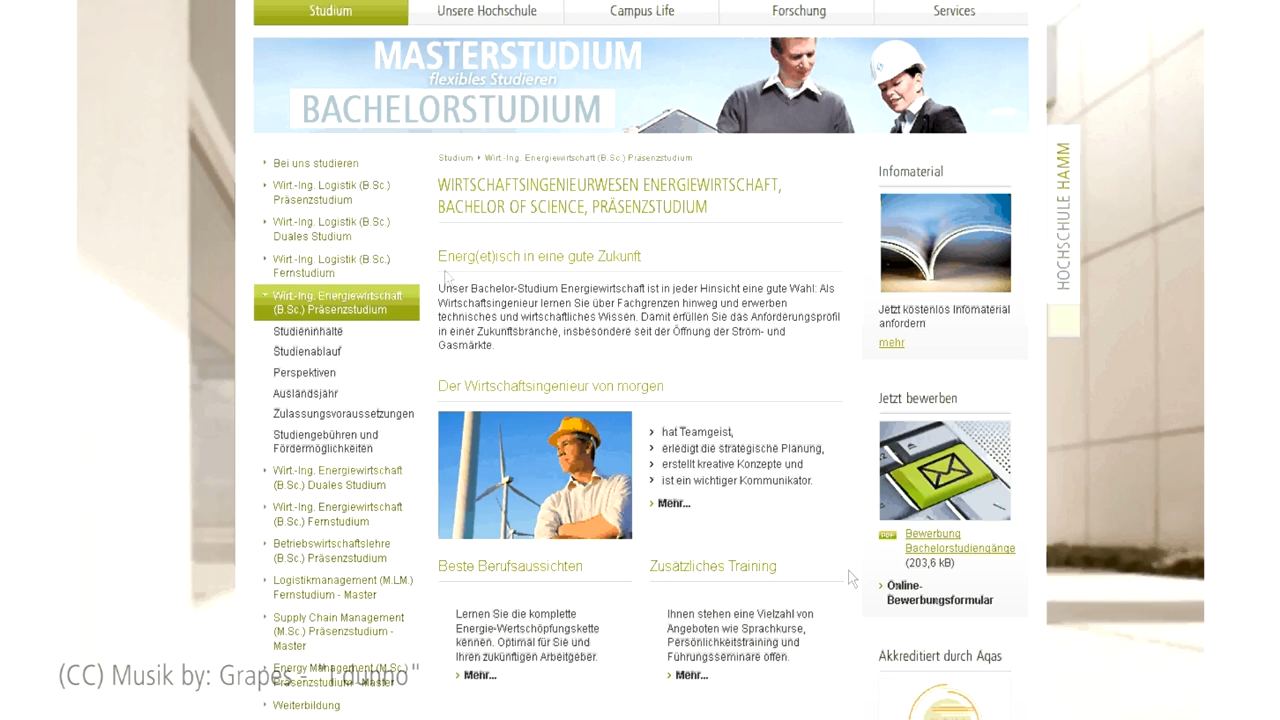 Studium
Unsere Hochschule
Campus Life
Forschung
Services
MASTERSTUDIUM
flexibles Studieren
BACHELORSTUDIUM
Bei uns studieren
Wirt.-Ing. Logistik (B.Sc.)
Präsenzstudium
Wirt.-Ing. Logistik (B.Sc.)
Duales Studium
Wirt.-Ing. Logistik (B.Sc.)
Fernstudium
Wirt.-Ing. Energiewirtschaft
(B.Sc.) Präsenzstudium
Studieninhalte
Studienablauf
Perspektiven
Auslandsjahr
Zulassungsvoraussetzungen
Studiengebühren und
Fördermöglichkeiten
Wirt.-Ing. Energiewirtschaft
(B.Sc.) Duales Studium
Wirt.-Ing. Energiewirtschaft
(B.Sc.) Fernstudium
Betriebswirtschaftslehre
(B.Sc.) Präsenzstudium
Logistikmanagement (M.LM.)
Fernstudium - Master
Supply Chain Management
(M.Sc.) Präsenzstudium -
Master
Energy Management (M.Sc.)
Präsenzstudium - Master
Weiterbildung
Studium Wirt.-Ing. Energiewirtschaft (B.Sc.) Präsenzstudium
WIRTSCHAFTSINGENIEURWESEN ENERGIEWIRTSCHAFT,
BACHELOR OF SCIENCE, PRÄSENZSTUDIUM
Energ(et)isch in eine gute Zukunft
Unser Bachelor-Studium Energiewirtschaft ist in jeder Hinsicht eine gute Wahl: Als
Wirtschaftsingenieur lernen Sie über Fachgrenzen hinweg und erwerben
technisches und wirtschaftliches Wissen. Damit erfüllen Sie das Anforderungsprofil
in einer Zukunftsbranche, insbesondere seit der Öffnung der Strom- und
Gasmärkte.
Der Wirtschaftsingenieur von morgen
hat Teamgeist,
erledigt die strategische Planung,
erstellt kreative Konzepte und
ist ein wichtiger Kommunikator.
Mehr...
Beste Berufsaussichten
Lernen Sie die komplette
Energie-Wertschöpfungskette
kennen. Optimal für Sie und
Ihren zukünftigen Arbeitgeber.
Mehr...
Zusätzliches Training
Ihnen stehen eine Vielzahl von
Angeboten wie Sprachkurse,
Persönlichkeitstraining und
Führungsseminare offen.
Mehr...
Infomaterial
Jetzt kostenlos Infomaterial
anfordern
mehr
Jetzt bewerben
PDF Bewerbung
Bachelorstudiengänge
(203,6 kB)
Online-
Bewerbungsformular
Akkreditiert durch Aqas
HOCHSCHULE HAMM
(CC) Musik by: Grapes - "I dunno"